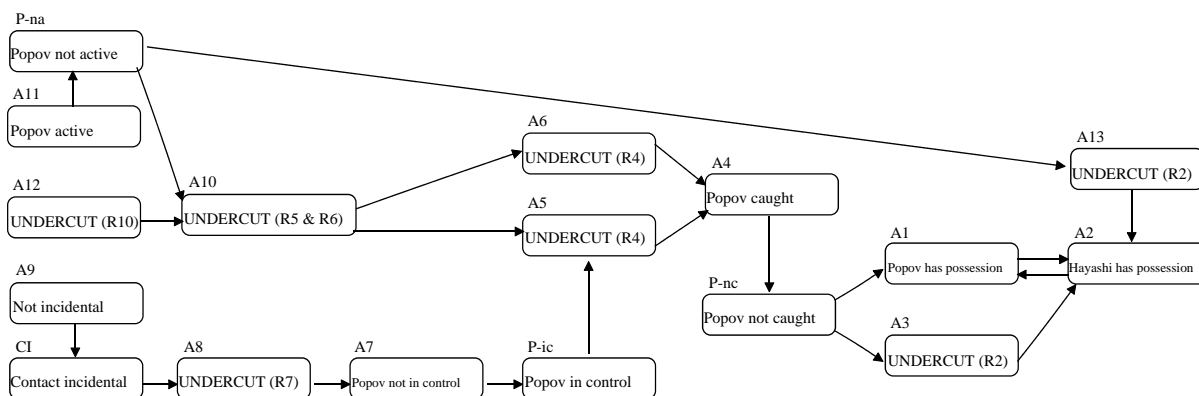 P-na
Popov not active
A11
Popov active
A6
UNDERCUT (R4)
A13
UNDERCUT (R2)
A4
Popov caught
A12
UNDERCUT (R10)
A10
UNDERCUT (R5 & R6)
A5
UNDERCUT (R4)
A1
Popov has possession
A2
Hayashi has possession
A9
Not incidental
P-nc
Popov not caught
A3
UNDERCUT (R2)
CI
Contact incidental
A8
UNDERCUT (R7)
A7
Popov not in control
P-ic
Popov in control